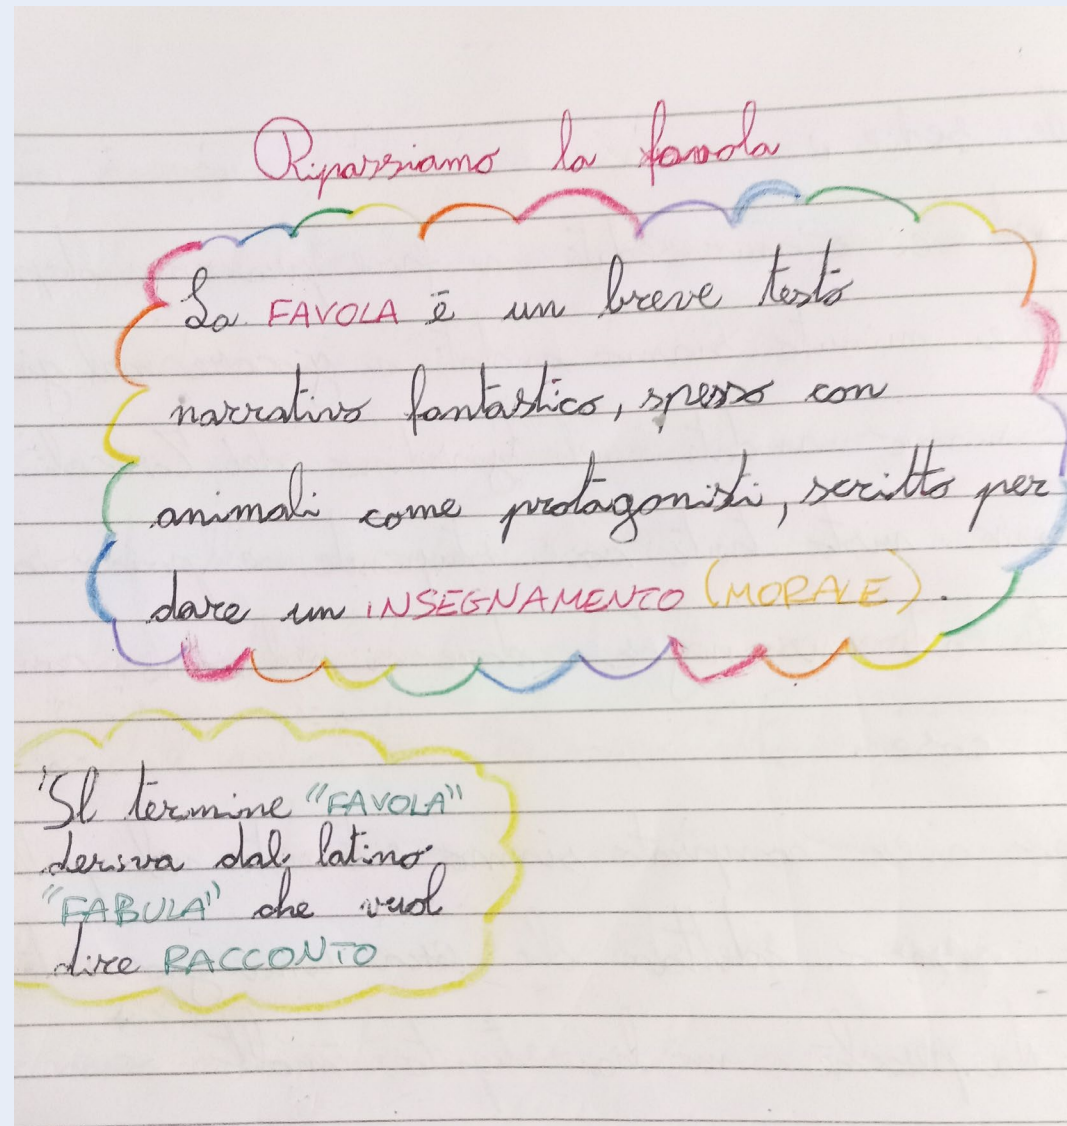 Ripassiamo la favola
La FAVOLA è un breve testo
narrativo fantastico, spesso con
animali come protagonisti, scritto per
dare un INSEGNAMENTO (MORALE).
Il termine "FAVOLA"
deriva dal latino
"FABULA" che vuol
dire RACCONTO